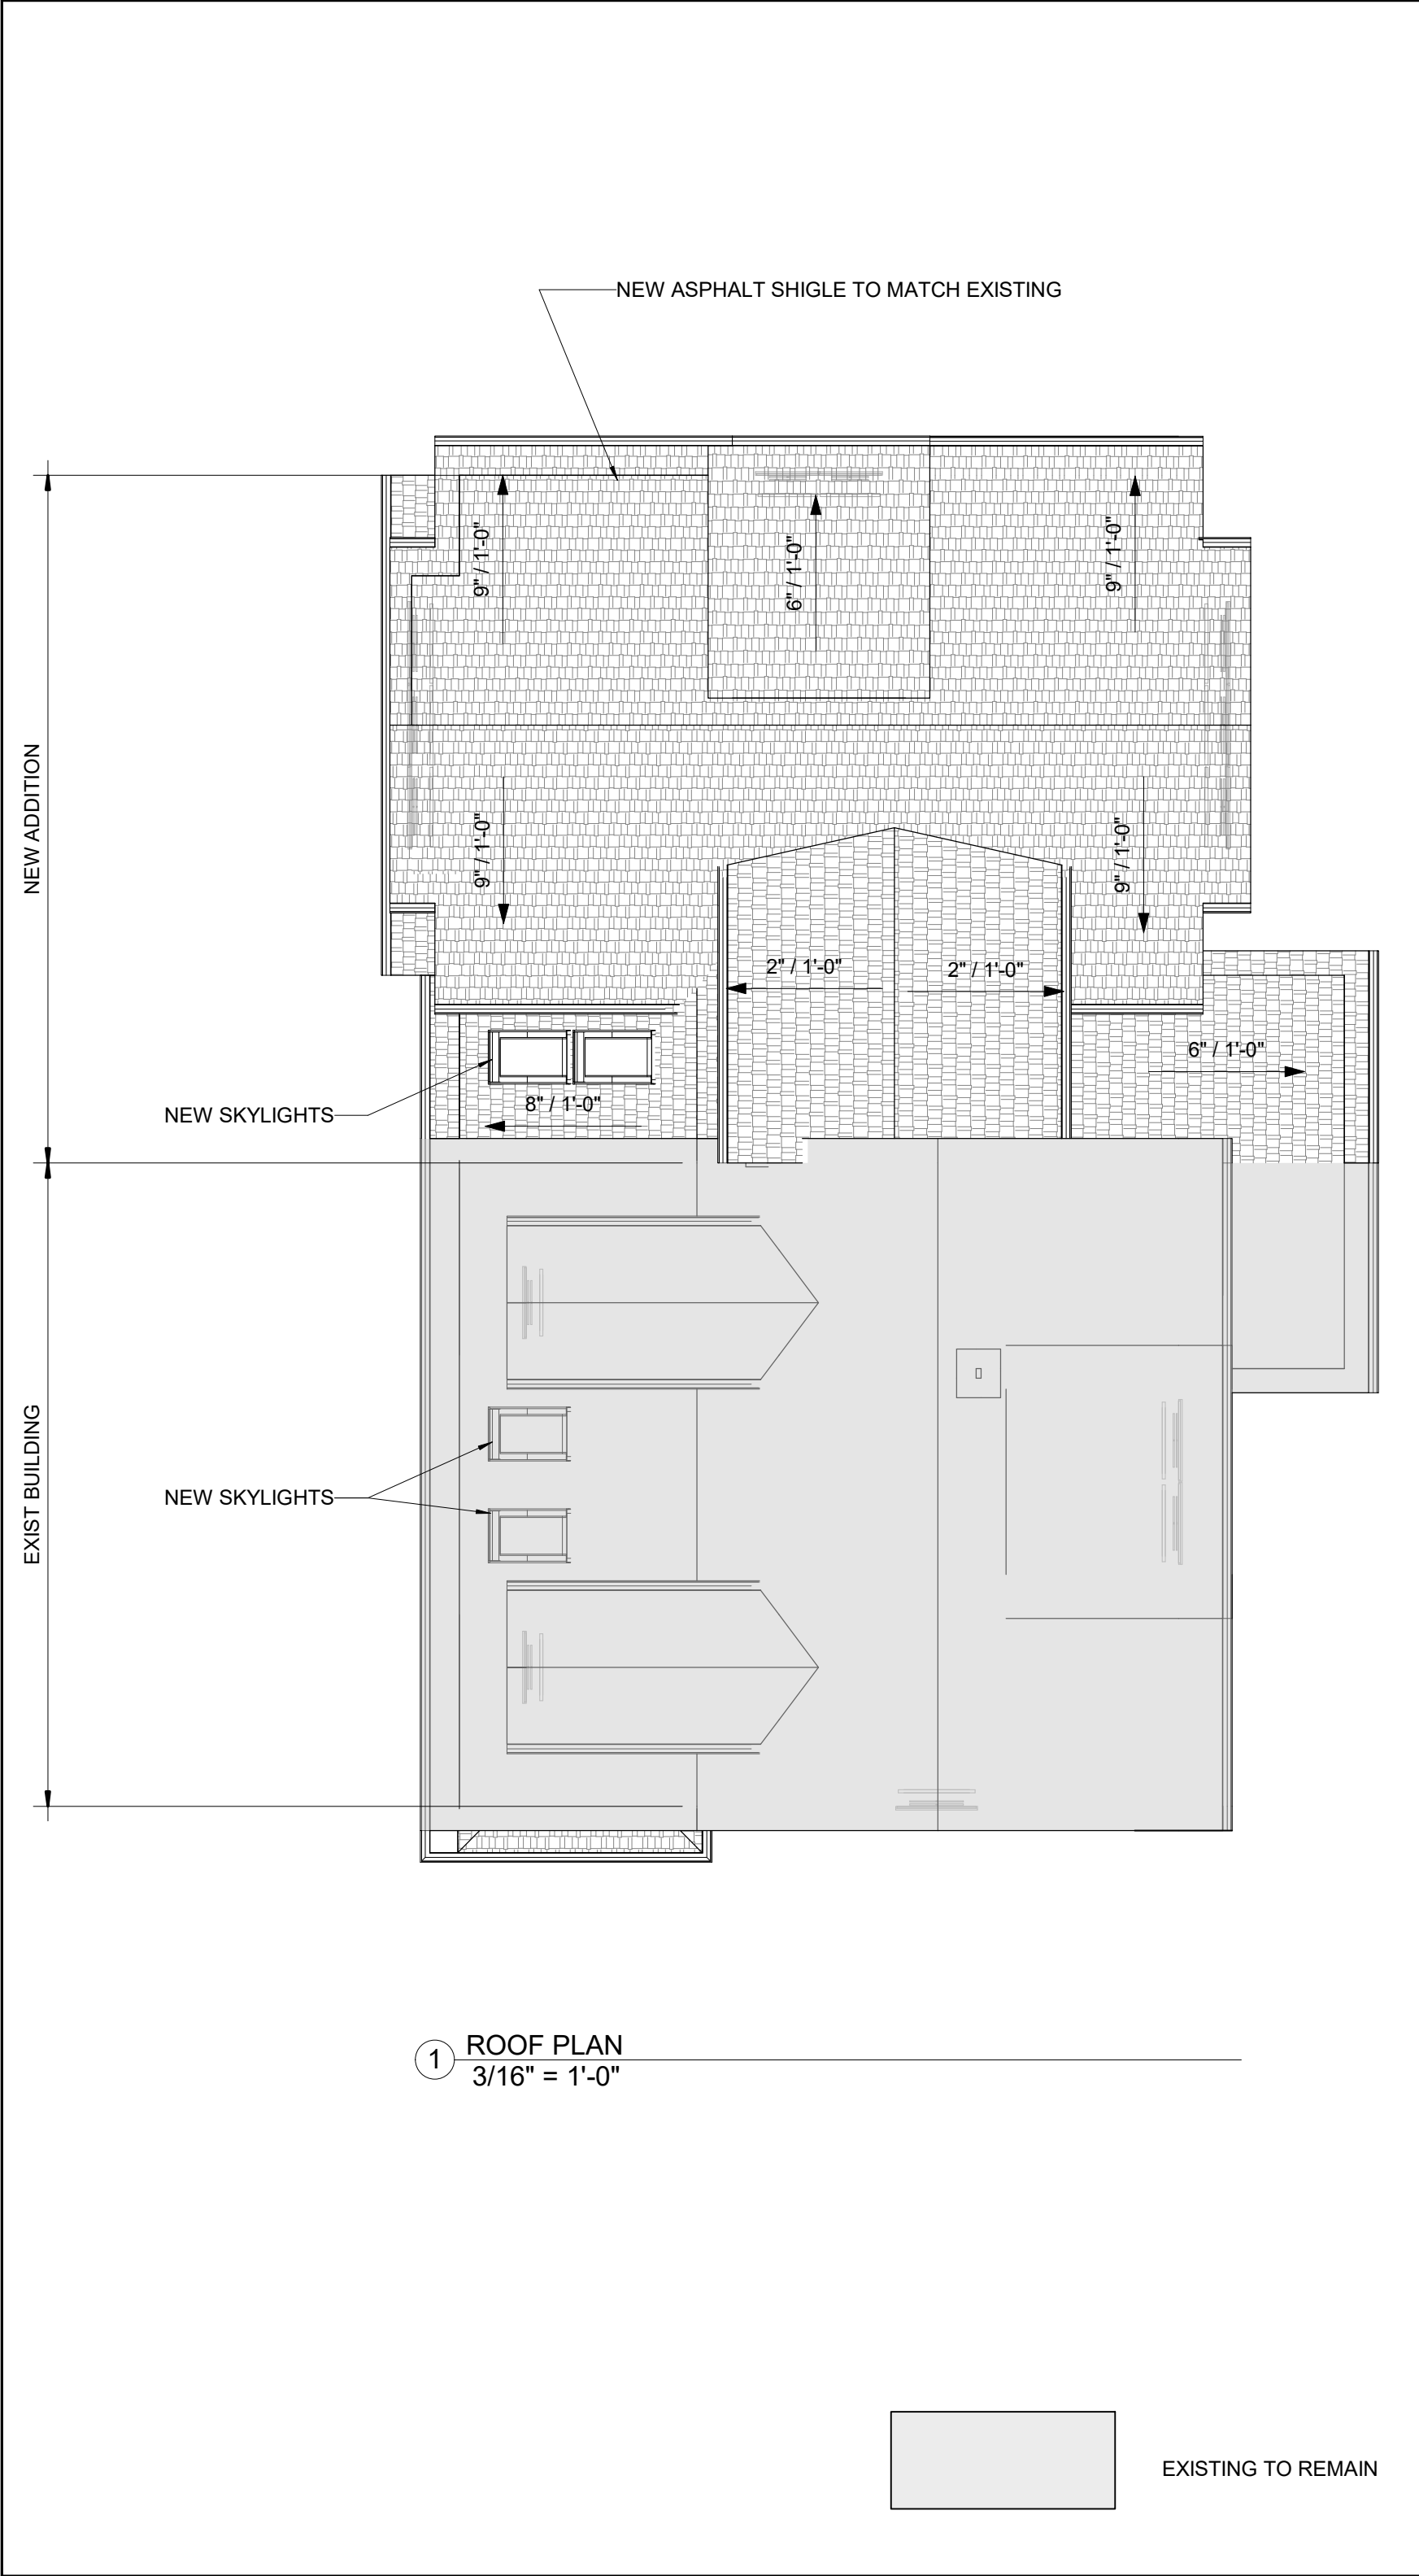 NEW ASPHALT SHIGLE TO MATCH EXISTING
9" / 1'-0"
6" / 1'-0"
9" / 1'-0"
NEW ADDITION
9" / 1'-0"
9" / 1'-0"
2" / 1'-0"
2" / 1'-0"
6" / 1'-0"
8" / 1'-0"
NEW SKYLIGHTS
EXIST BUILDING
NEW SKYLIGHTS
1
ROOF PLAN
3/16" = 1'-0"
EXISTING TO REMAIN